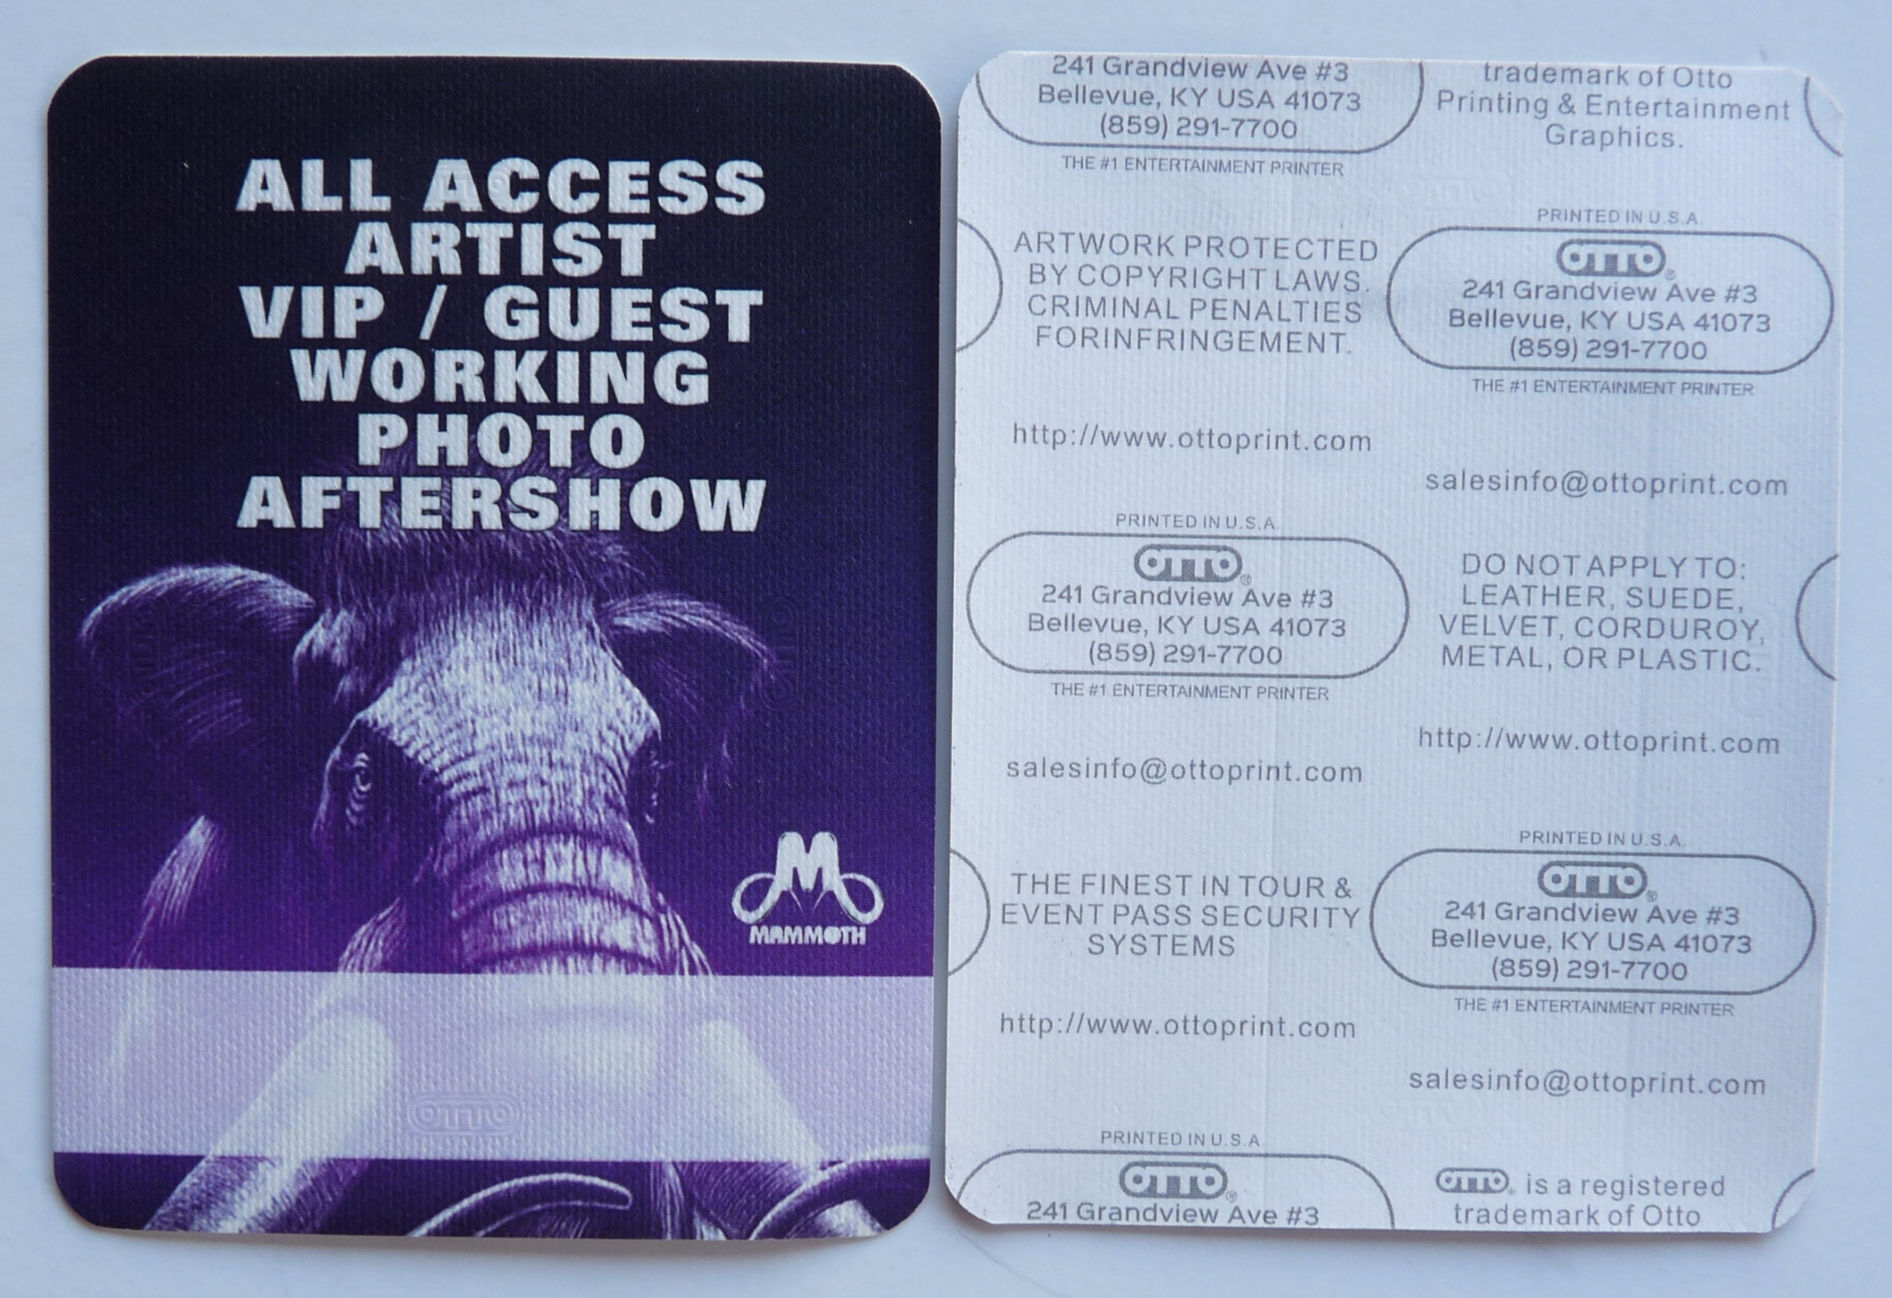 ALL ACCESS
ARTIST
VIP / GUEST
WORKING
PHOTO
AFTERSHOW
MAMMOTH
OTTO
241 Grandview Ave #3
Bellevue, KY USA 41073
(859) 291-7700
THE #1 ENTERTAINMENT PRINTER
trademark of Otto
Printing & Entertainment
Graphics.
ARTWORK PROTECTED
BY COPYRIGHT LAWS.
CRIMINAL PENALTIES
FORINFRINGEMENT.
PRINTED IN U.S.A.
OTTO®
241 Grandview Ave #3
Bellevue, KY USA 41073
(859) 291-7700
THE #1 ENTERTAINMENT PRINTER
http://www.ottoprint.com
salesinfo@ottoprint.com
PRINTED IN U.S.A.
OTTO®
241 Grandview Ave #3
Bellevue, KY USA 41073
(859) 291-7700
THE #1 ENTERTAINMENT PRINTER
DO NOT APPLY TO:
LEATHER, SUEDE,
VELVET, CORDUROY,
METAL, OR PLASTIC.
http://www.ottoprint.com
salesinfo@ottoprint.com
THE FINEST IN TOUR &
EVENT PASS SECURITY
SYSTEMS
PRINTED IN U.S.A.
OTTO®
241 Grandview Ave #3
Bellevue, KY USA 41073
(859) 291-7700
THE #1 ENTERTAINMENT PRINTER
http://www.ottoprint.com
salesinfo@ottoprint.com
PRINTED IN U.S.A.
OTTO®
241 Grandview Ave #3
OTTO® is a registered
trademark of Otto